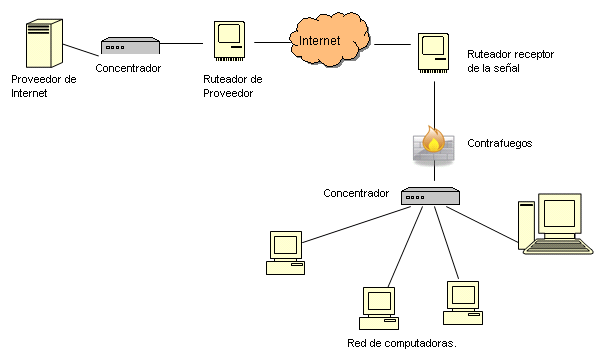 Proveedor de
Internet
Concentrador
Ruteador de
Proveedor
Internet
Ruteador receptor
de la señal
Contrafuegos
Concentrador
Red de computadoras.